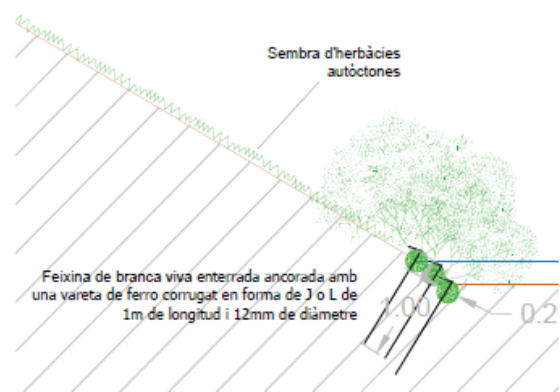 Sembra d'herbàcies
autòctones
Feixina de branca viva enterrada ancorada amb
una vareta de ferro corrugat en forma de J o L de
1m de longitud i 12mm de diàmetre
1.00
0.2